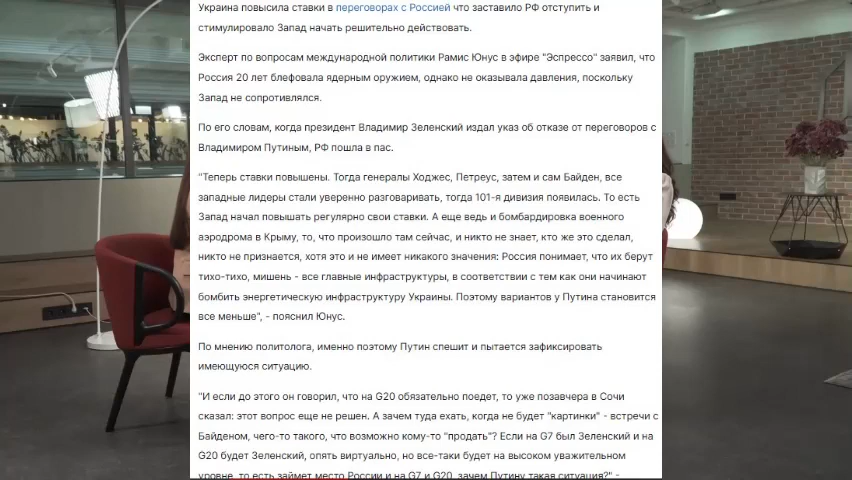 Украина повысила ставки в переговорах с Россией что заставило РФ отступить и
стимулировало Запад начать решительно действовать.
Эксперт по вопросам международной политики Рамис Юнус в эфире "Эспрессо" заявил, что
Россия 20 лет блефовала ядерным оружием, однако не оказывала давления, поскольку
Запад не сопротивлялся.
По его словам, когда президент Владимир Зеленский издал указ об отказе от переговоров с
Владимиром Путиным, РФ пошла в пас.
"Теперь ставки повышены. Тогда генералы Ходжес, Петреус, затем и сам Байден, все
западные лидеры стали уверенно разговаривать, тогда 101-я дивизия появилась. То есть
Запад начал повышать регулярно свои ставки. А еще ведь и бомбардировка военного
аэродрома в Крыму, то, что произошло там сейчас, и никто не знает, кто же это сделал,
никто не признается, хотя это и не имеет никакого значения: Россия понимает, что их берут
тихо-тихо, мишень - все главные инфраструктуры, в соответствии с тем как они начинают
бомбить энергетическую инфраструктуру Украины. Поэтому вариантов у Путина становится
все меньше", - пояснил Юнус.
По мнению политолога, именно поэтому Путин спешит и пытается зафиксировать
имеющуюся ситуацию.
"И если до этого он говорил, что на G20 обязательно поедет, то уже позавчера в Сочи
сказал: этот вопрос еще не решен. А зачем туда ехать, когда не будет "картинки" - встречи с
Байденом, чего-то такого, что возможно кому-то "продать"? Если на G7 был Зеленский и на
G20 будет Зеленский, опять виртуально, но все-таки будет на высоком уважительном
уровне, то есть займет место России и на G7 и G20, зачем Путину такая ситуация?" -